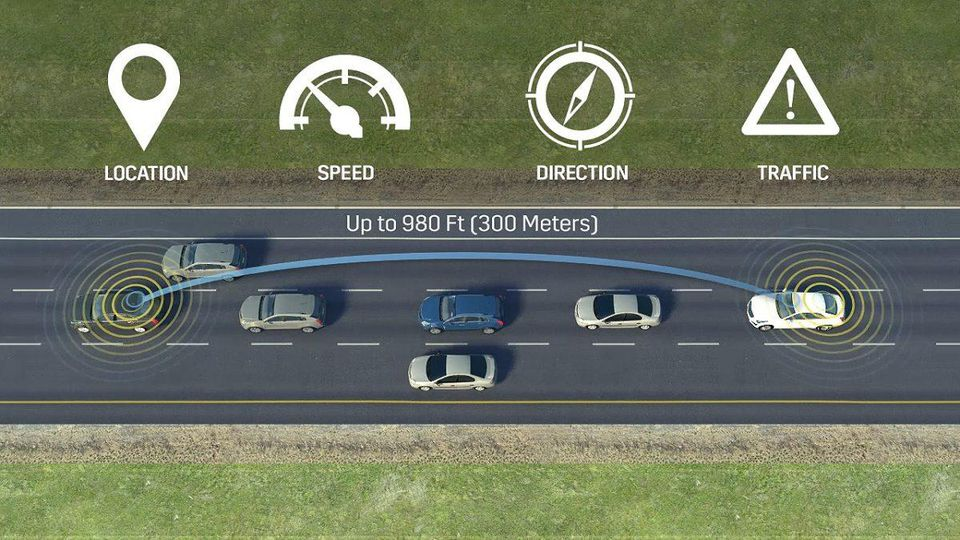 LOCATION
SPEED
DIRECTION
TRAFFIC
Up to 980 Ft (300 Meters)